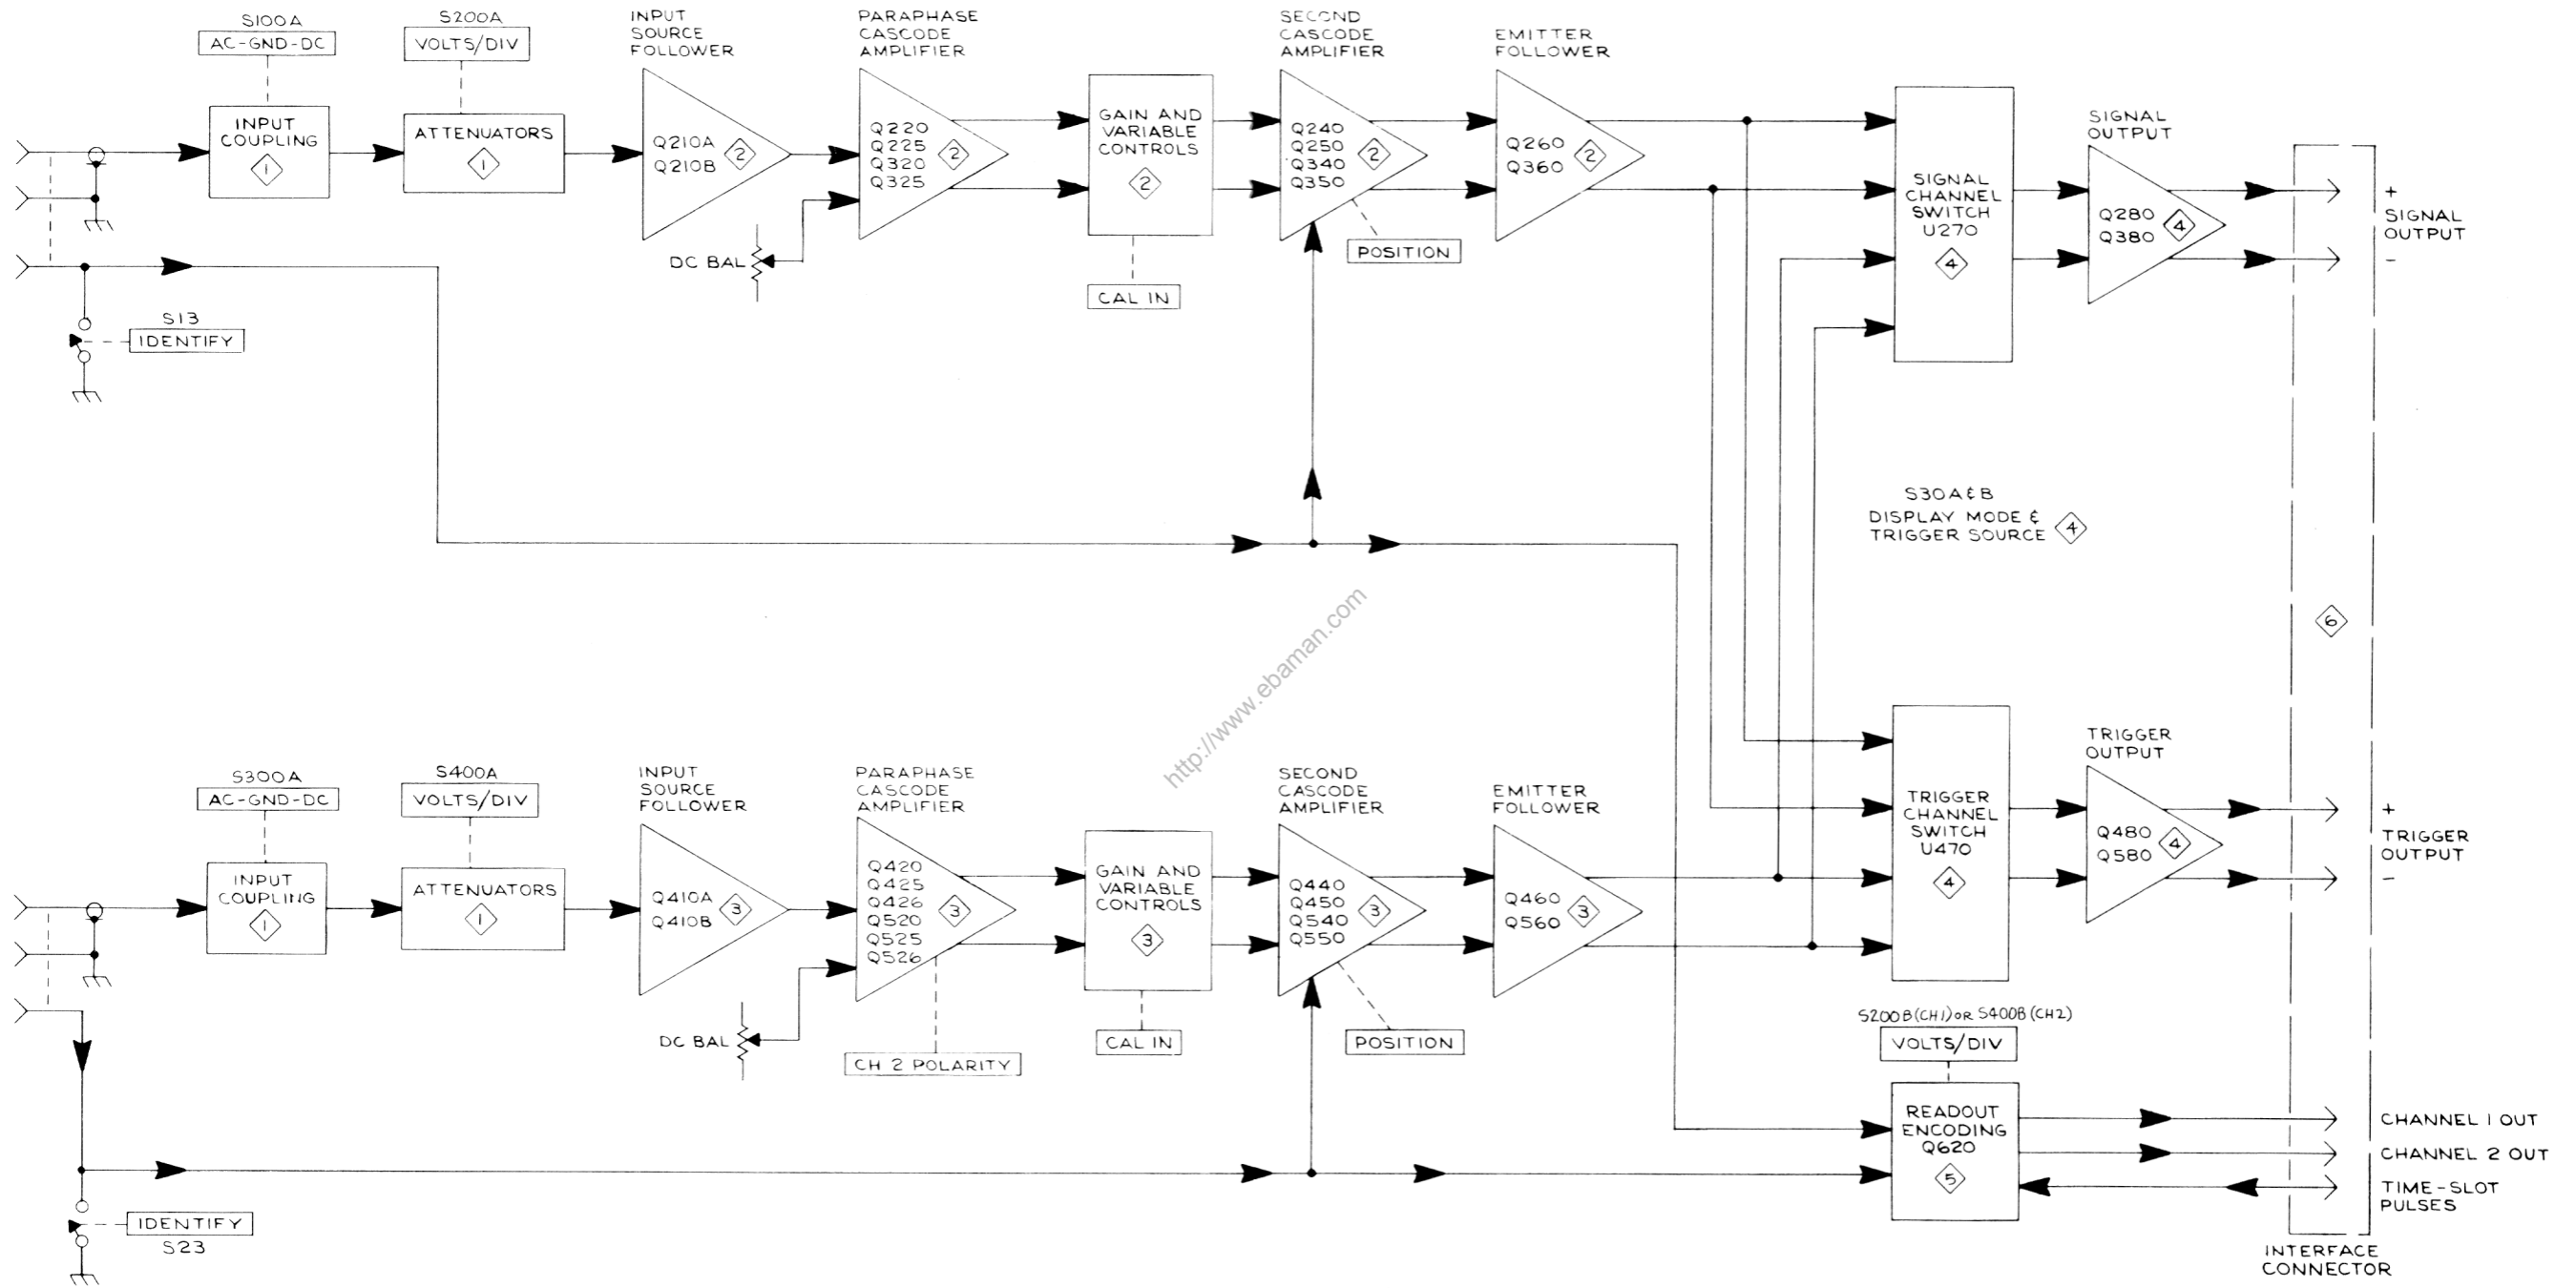 S100A
AC-GND-DC
INPUT
COUPLING
1
S200A
VOLTS/DIV
ATTENUATORS
1
INPUT
SOURCE
FOLLOWER
Q210A
Q210B
2
PARAPHASE
CASCODE
AMPLIFIER
Q220
Q225
Q320
Q325
2
DC BAL
GAIN AND
VARIABLE
CONTROLS
2
CAL IN
SECOND
CASCODE
AMPLIFIER
Q240
Q250
Q340
Q350
2
POSITION
EMITTER
FOLLOWER
Q260
Q360
2
SIGNAL
CHANNEL
SWITCH
U270
4
SIGNAL
OUTPUT
Q280
Q380
4
+
SIGNAL
OUTPUT
-
S13
IDENTIFY
S30A&B
DISPLAY MODE &
TRIGGER SOURCE
4
6
http://www.ebaman.com
S300A
AC-GND-DC
INPUT
COUPLING
1
S400A
VOLTS/DIV
ATTENUATORS
1
INPUT
SOURCE
FOLLOWER
Q410A
Q410B
3
PARAPHASE
CASCODE
AMPLIFIER
Q420
Q425
Q426
Q520
Q525
Q526
3
DC BAL
CH 2 POLARITY
GAIN AND
VARIABLE
CONTROLS
3
CAL IN
SECOND
CASCODE
AMPLIFIER
Q440
Q450
Q540
Q550
3
POSITION
EMITTER
FOLLOWER
Q460
Q560
3
TRIGGER
CHANNEL
SWITCH
U470
4
TRIGGER
OUTPUT
Q480
Q580
4
+
TRIGGER
OUTPUT
-
S200B(CH1) OR S400B(CH2)
VOLTS/DIV
READOUT
ENCODING
Q620
5
CHANNEL 1 OUT
CHANNEL 2 OUT
TIME-SLOT
PULSES
IDENTIFY
S23
INTERFACE
CONNECTOR